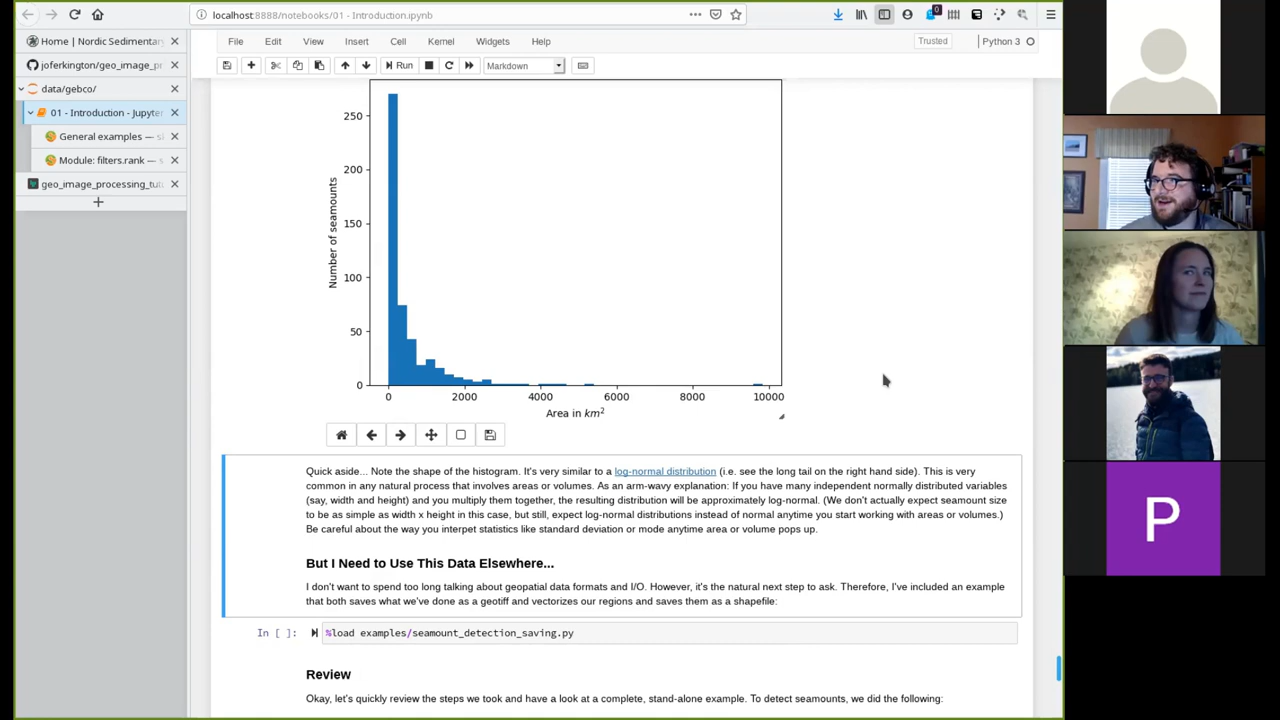 localhost:8888/notebooks/01 - Introduction.ipynb
0
Home | Nordic Sedimentary
joferkington/geo_image_pr
data/gebco/
01 - Introduction - Jupyter
General examples — si
Module: filters.rank — s
geo_image_processing_tut
File Edit View Insert Cell Kernel Widgets Help
Trusted
Python 3
Run
Markdown
250
200
150
100
50
0
Number of seamounts
0 2000 4000 6000 8000 10000
Area in km²
Quick aside... Note the shape of the histogram. It's very similar to a log-normal distribution (i.e. see the long tail on the right hand side). This is very
common in any natural process that involves areas or volumes. As an arm-wavy explanation: If you have many independent normally distributed variables
(say, width and height) and you multiply them together, the resulting distribution will be approximately log-normal. (We don't actually expect seamount size
to be as simple as width x height in this case, but still, expect log-normal distributions instead of normal anytime you start working with areas or volumes.)
Be careful about the way you interpet statistics like standard deviation or mode anytime area or volume pops up.
But I Need to Use This Data Elsewhere...
I don't want to spend too long talking about geospatial data formats and I/O. However, it's the natural next step to ask. Therefore, I've included an example
that both saves what we've done as a geotiff and vectorizes our regions and saves them as a shapefile:
In [ ]: %load examples/seamount_detection_saving.py
Review
Okay, let's quickly review the steps we took and have a look at a complete, stand-alone example. To detect seamounts, we did the following:
P